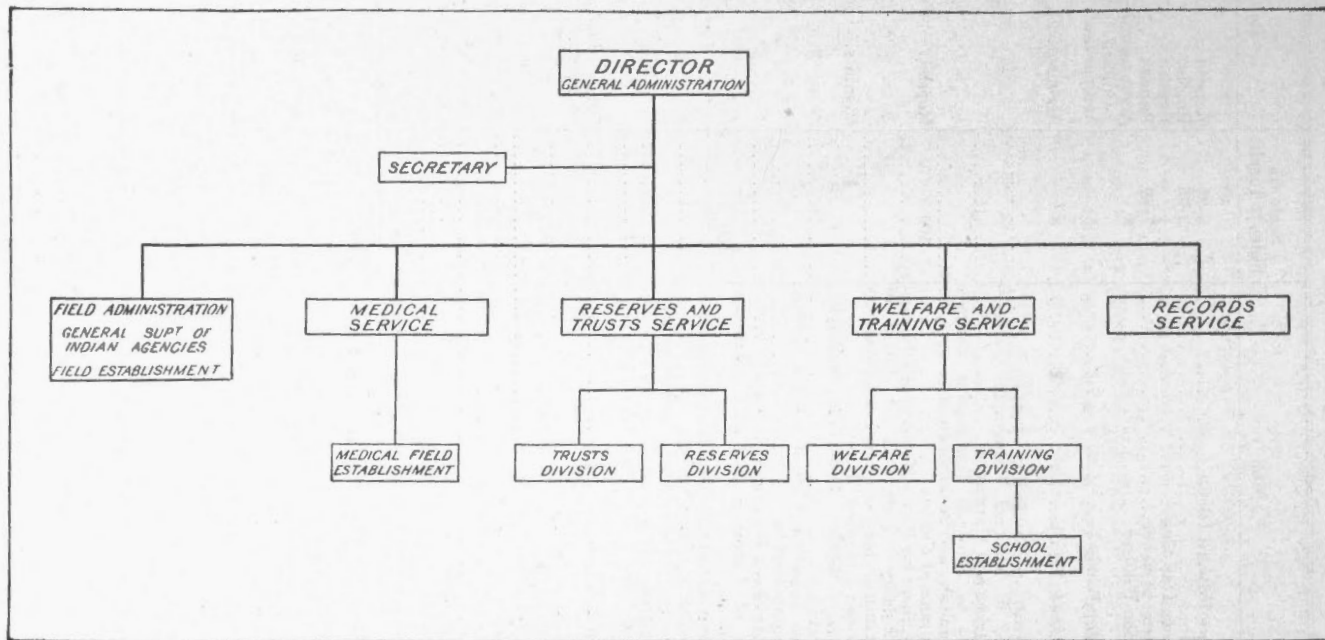 DIRECTOR
GENERAL ADMINISTRATION
SECRETARY
FIELD ADMINISTRATION
GENERAL SUPT OF
INDIAN AGENCIES
FIELD ESTABLISHMENT
MEDICAL
SERVICE
RESERVES AND
TRUSTS SERVICE
WELFARE AND
TRAINING SERVICE
RECORDS
SERVICE
MEDICAL FIELD
ESTABLISHMENT
TRUSTS
DIVISION
RESERVES
DIVISION
WELFARE
DIVISION
TRAINING
DIVISION
SCHOOL
ESTABLISHMENT